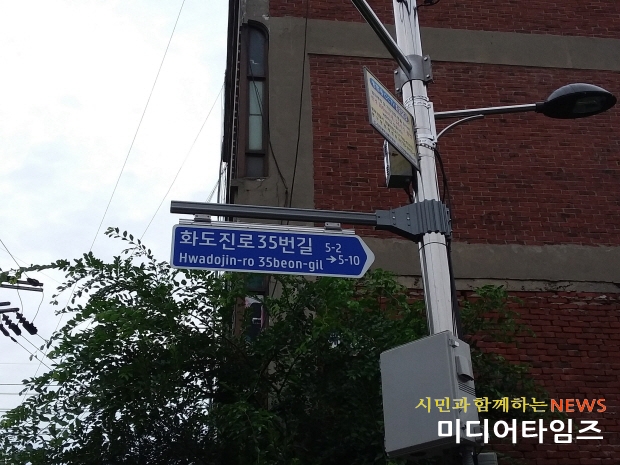 화도진로35번길 5-2
Hwadojin-ro 35beon-gil →5-10
시민과 함께하는NEWS
미디어타임즈